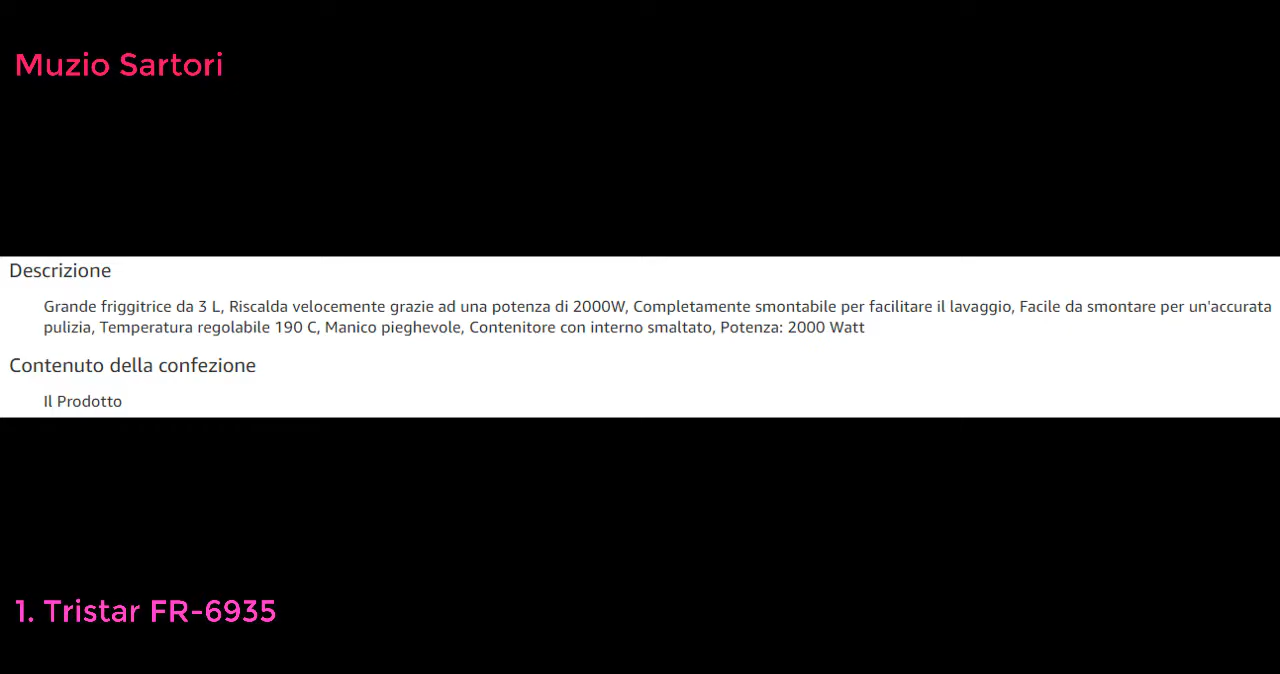 Muzio Sartori
Descrizione
Grande friggitrice da 3 L, Riscalda velocemente grazie ad una potenza di 2000W, Completamente smontabile per facilitare il lavaggio, Facile da smontare per un'accurata
pulizia, Temperatura regolabile 190 C, Manico pieghevole, Contenitore con interno smaltato, Potenza: 2000 Watt
Contenuto della confezione
Il Prodotto
1. Tristar FR-6935